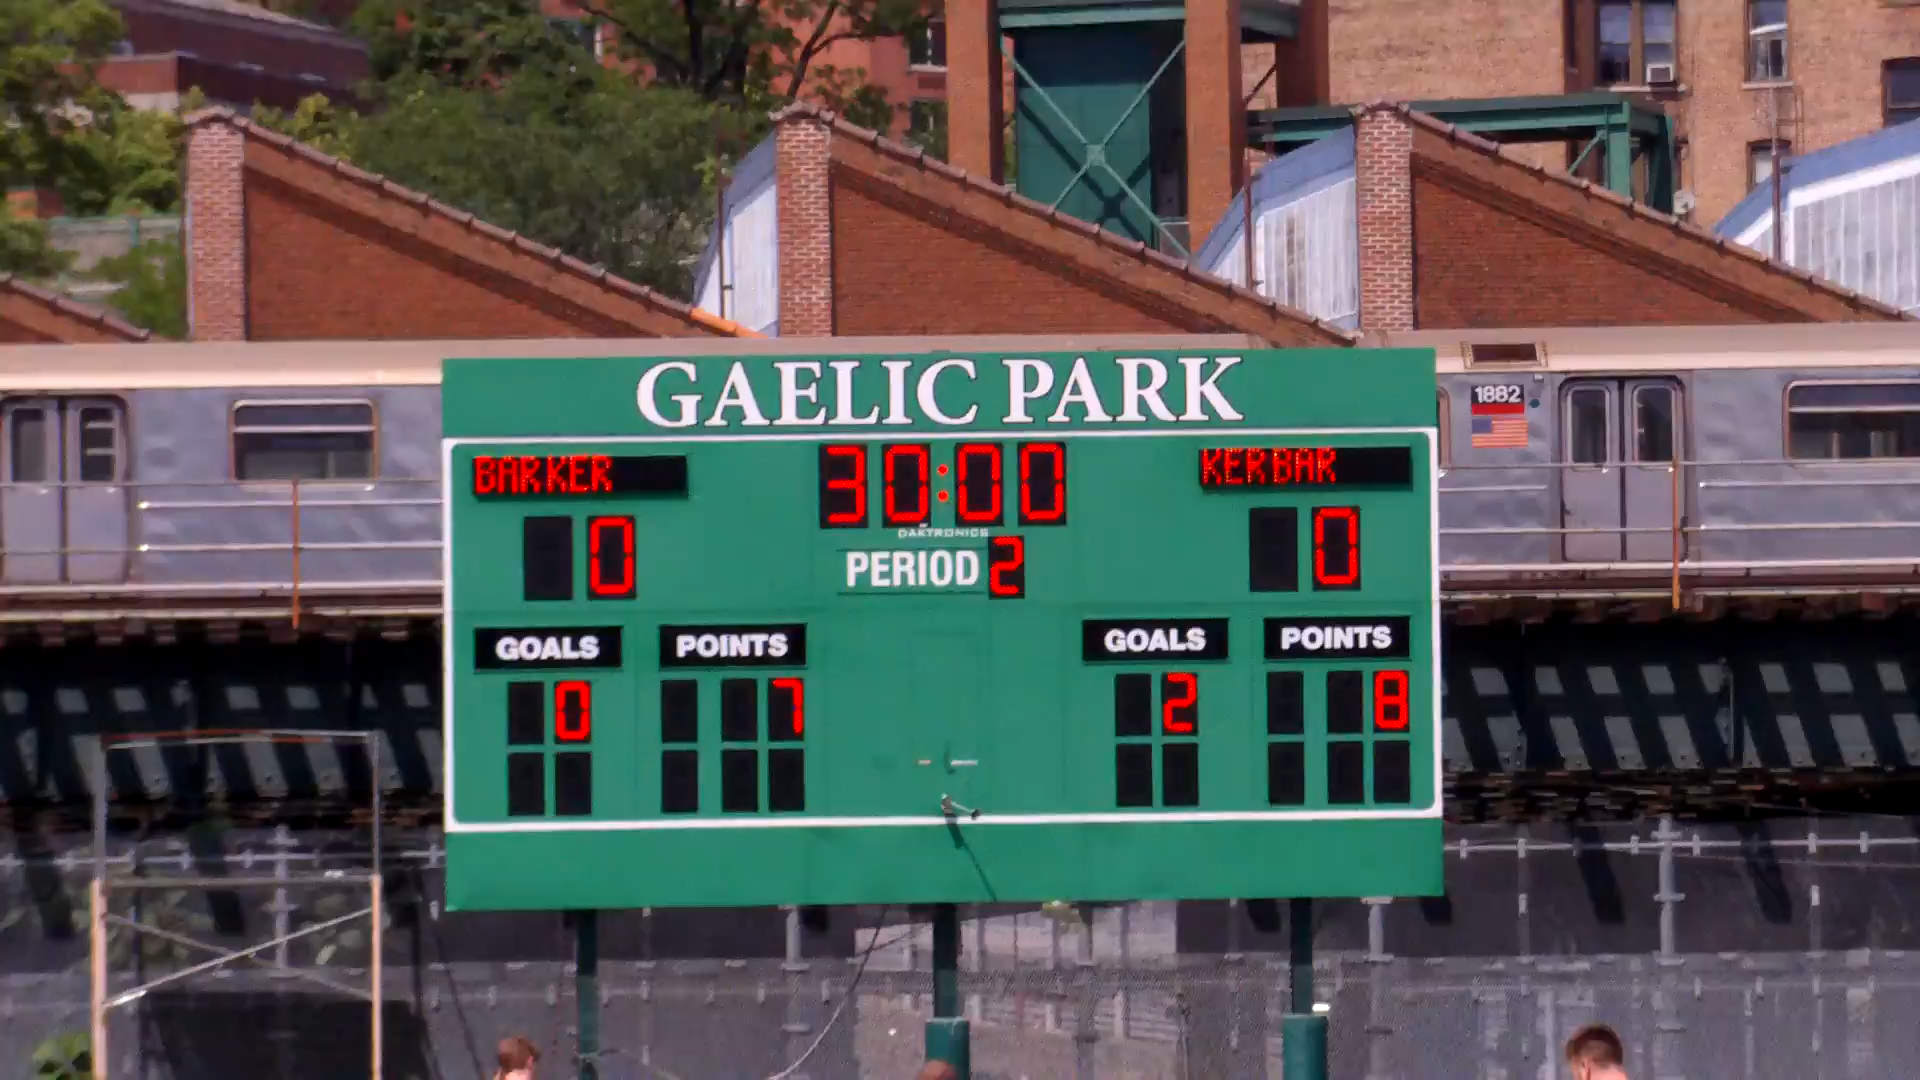 GAELIC PARK
1882
BARKER 30:00 KERBAR
DAKTRONICS
0 PERIOD 2 0
GOALS POINTS GOALS POINTS
0 7 2 8